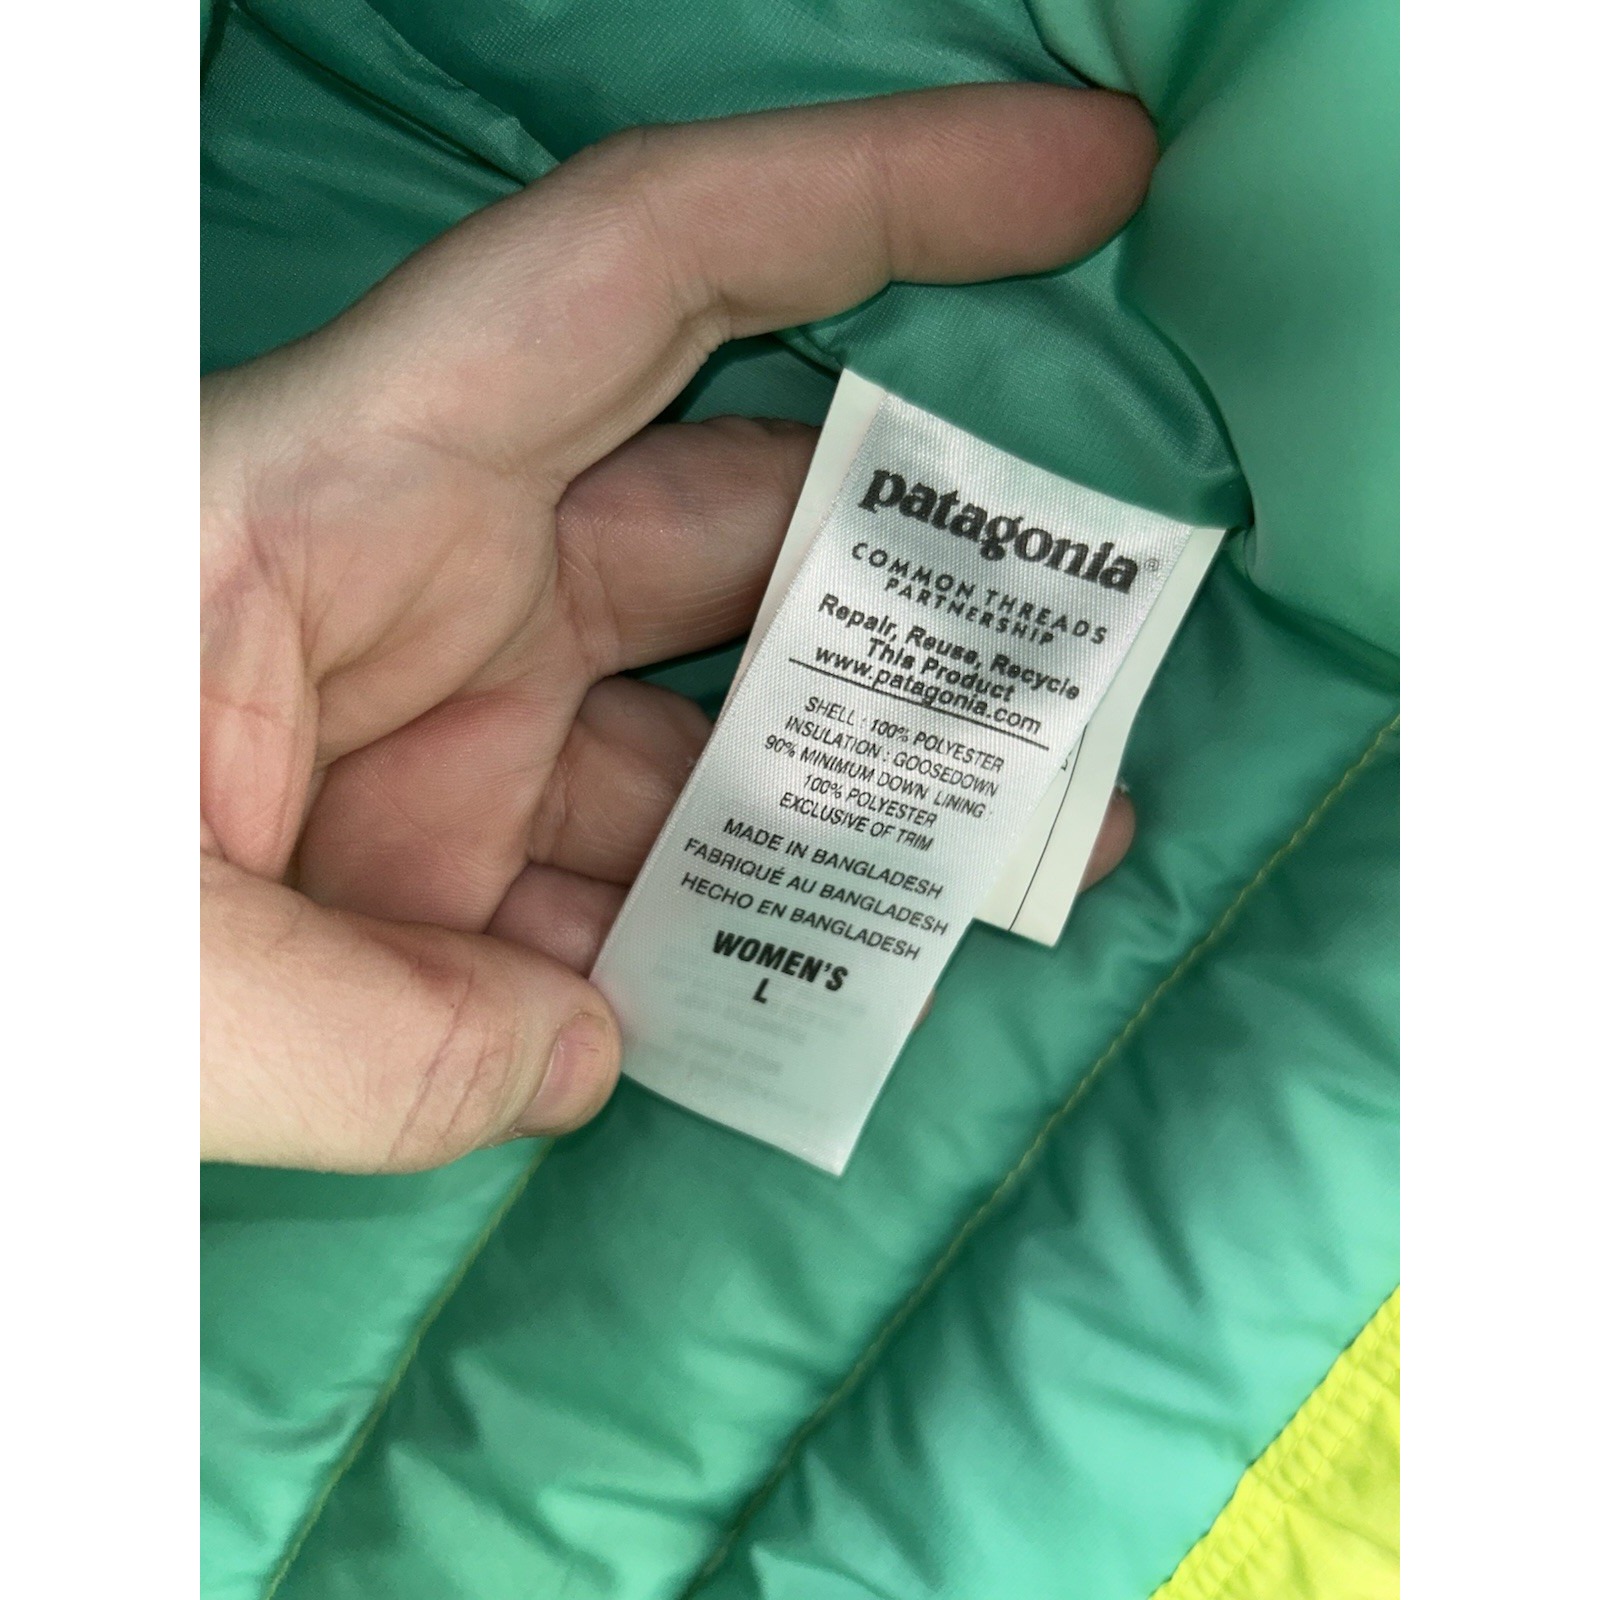 patagonia®
COMMON THREADS
PARTNERSHIP
Repair, Reuse, Recycle
This Product
www.patagonia.com
SHELL : 100% POLYESTER
INSULATION : GOOSEDOWN
90% MINIMUM DOWN LINING :
100% POLYESTER
EXCLUSIVE OF TRIM
MADE IN BANGLADESH
FABRIQUÉ AU BANGLADESH
HECHO EN BANGLADESH
WOMEN'S
L